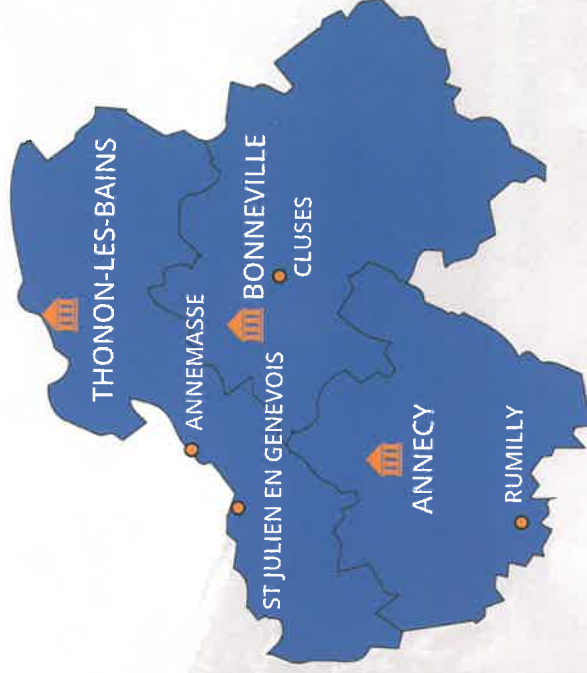 THONON-LES-BAINS
ANNEMASSE
BONNEVILLE
ST JULIEN EN GENEVOIS
CLUSES
ANNECY
RUMILLY